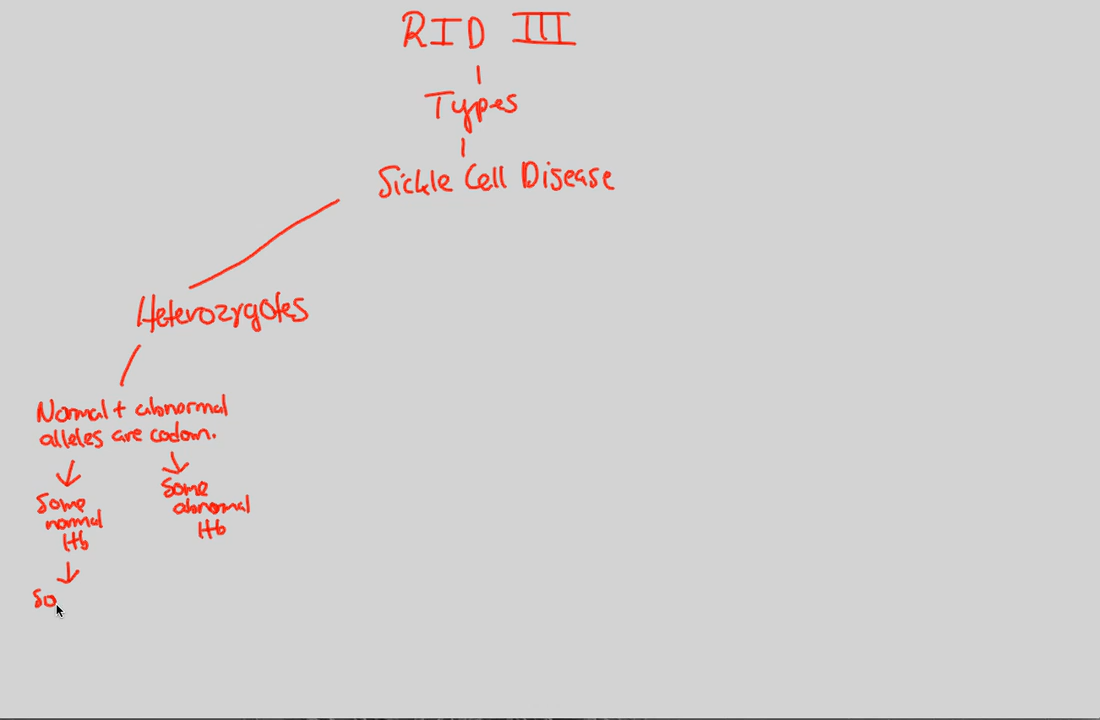 RID III
Types
Sickle Cell Disease
Heterozygotes
Normal + abnormal
alleles are codom.
Some
normal
Hb
Some
abnormal
Hb
So